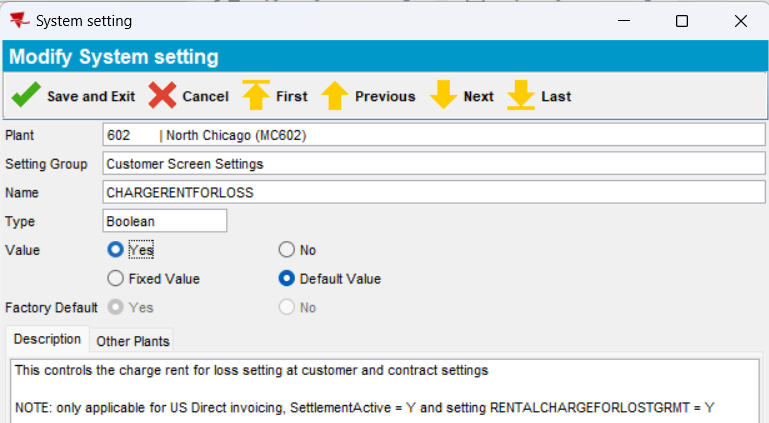 System setting
Modify System setting
Save and Exit Cancel First Previous Next Last
Plant 602 | North Chicago (MC602)
Setting Group Customer Screen Settings
Name CHARGERENTFORLOSS
Type Boolean
Value Yes No
Fixed Value Default Value
Factory Default Yes No
Description Other Plants
This controls the charge rent for loss setting at customer and contract settings
NOTE: only applicable for US Direct invoicing, SettlementActive = Y and setting RENTALCHARGEFORLOSTGRMT = Y